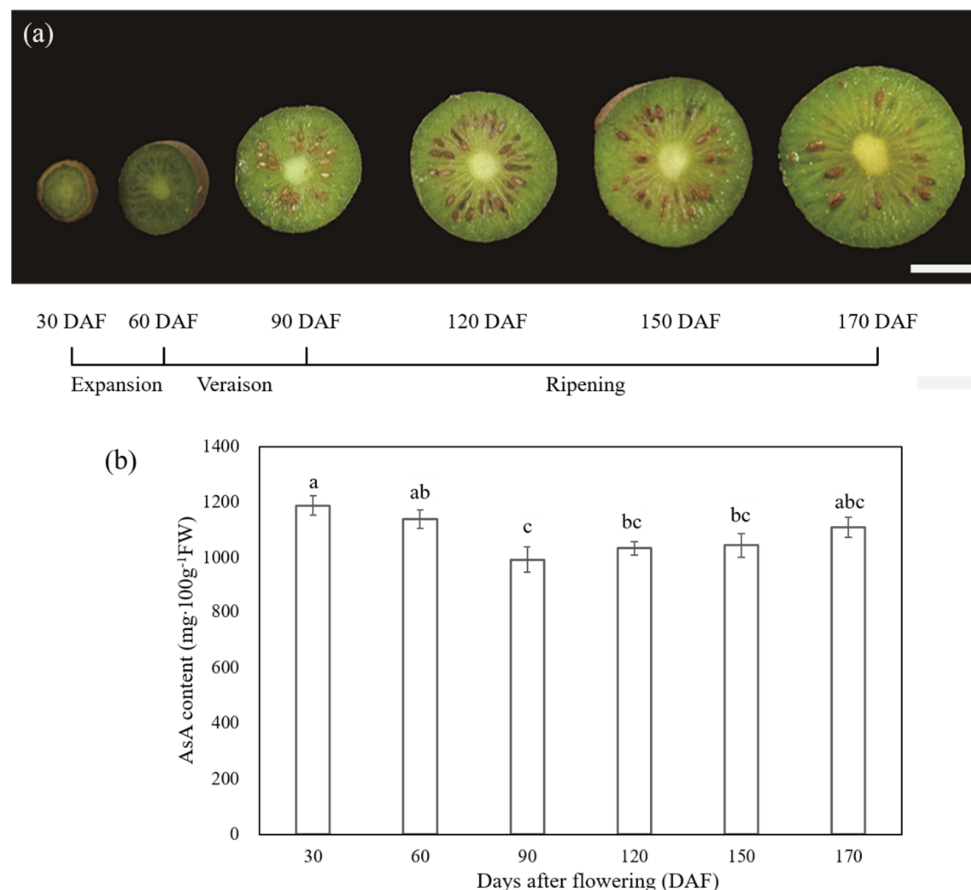 (a)
30 DAF 60 DAF 90 DAF 120 DAF 150 DAF 170 DAF
Expansion Veraison Ripening
(b)
AsA content (mg·100g⁻¹FW)
1400
1200
1000
800
600
400
200
0
a ab c bc bc abc
30 60 90 120 150 170
Days after flowering (DAF)